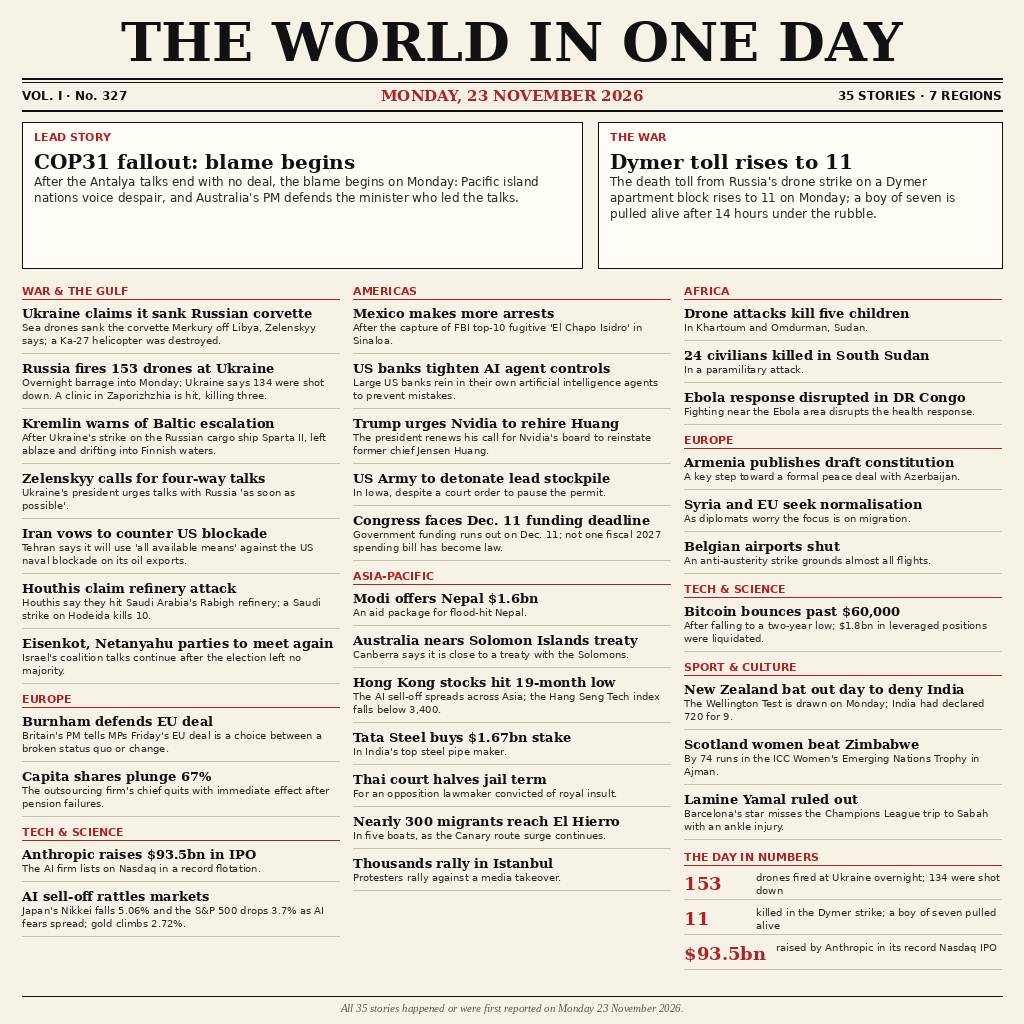 THE WORLD IN ONE DAY
VOL. I · No. 327
MONDAY, 23 NOVEMBER 2026
35 STORIES · 7 REGIONS
LEAD STORY
COP31 fallout: blame begins
After the Antalya talks end with no deal, the blame begins on Monday: Pacific island
nations voice despair, and Australia's PM defends the minister who led the talks.
THE WAR
Dymer toll rises to 11
The death toll from Russia's drone strike on a Dymer
apartment block rises to 11 on Monday; a boy of seven is
pulled alive after 14 hours under the rubble.
WAR & THE GULF
Ukraine claims it sank Russian corvette
Sea drones sank the corvette Merkury off Libya, Zelenskyy
says; a Ka-27 helicopter was destroyed.
Russia fires 153 drones at Ukraine
Overnight barrage into Monday; Ukraine says 134 were shot
down. A clinic in Zaporizhzhia is hit, killing three.
Kremlin warns of Baltic escalation
After Ukraine's strike on the Russian cargo ship Sparta II, left
ablaze and drifting into Finnish waters.
Zelenskyy calls for four-way talks
Ukraine's president urges talks with Russia 'as soon as
possible'.
Iran vows to counter US blockade
Tehran says it will use 'all available means' against the US
naval blockade on its oil exports.
Houthis claim refinery attack
Houthis say they hit Saudi Arabia's Rabigh refinery; a Saudi
strike on Hodeida kills 10.
Eisenkot, Netanyahu parties to meet again
Israel's coalition talks continue after the election left no
majority.
EUROPE
Burnham defends EU deal
Britain's PM tells MPs Friday's EU deal is a choice between a
broken status quo or change.
Capita shares plunge 67%
The outsourcing firm's chief quits with immediate effect after
pension failures.
TECH & SCIENCE
Anthropic raises $93.5bn in IPO
The AI firm lists on Nasdaq in a record flotation.
AI sell-off rattles markets
Japan's Nikkei falls 5.06% and the S&P 500 drops 3.7% as AI
fears spread; gold climbs 2.72%.
AMERICAS
Mexico makes more arrests
After the capture of FBI top-10 fugitive 'El Chapo Isidro' in
Sinaloa.
US banks tighten AI agent controls
Large US banks rein in their own artificial intelligence agents
to prevent mistakes.
Trump urges Nvidia to rehire Huang
The president renews his call for Nvidia's board to reinstate
former chief Jensen Huang.
US Army to detonate lead stockpile
In Iowa, despite a court order to pause the permit.
Congress faces Dec. 11 funding deadline
Government funding runs out on Dec. 11; not one fiscal 2027
spending bill has become law.
ASIA-PACIFIC
Modi offers Nepal $1.6bn
An aid package for flood-hit Nepal.
Australia nears Solomon Islands treaty
Canberra says it is close to a treaty with the Solomons.
Hong Kong stocks hit 19-month low
The AI sell-off spreads across Asia; the Hang Seng Tech index
falls below 3,400.
Tata Steel buys $1.67bn stake
In India's top steel pipe maker.
Thai court halves jail term
For an opposition lawmaker convicted of royal insult.
Nearly 300 migrants reach El Hierro
In five boats, as the Canary route surge continues.
Thousands rally in Istanbul
Protesters rally against a media takeover.
AFRICA
Drone attacks kill five children
In Khartoum and Omdurman, Sudan.
24 civilians killed in South Sudan
In a paramilitary attack.
Ebola response disrupted in DR Congo
Fighting near the Ebola area disrupts the health response.
EUROPE
Armenia publishes draft constitution
A key step toward a formal peace deal with Azerbaijan.
Syria and EU seek normalisation
As diplomats worry the focus is on migration.
Belgian airports shut
An anti-austerity strike grounds almost all flights.
TECH & SCIENCE
Bitcoin bounces past $60,000
After falling to a two-year low; $1.8bn in leveraged positions
were liquidated.
SPORT & CULTURE
New Zealand bat out day to deny India
The Wellington Test is drawn on Monday; India had declared
720 for 9.
Scotland women beat Zimbabwe
By 74 runs in the ICC Women's Emerging Nations Trophy in
Ajman.
Lamine Yamal ruled out
Barcelona's star misses the Champions League trip to Sabah
with an ankle injury.
THE DAY IN NUMBERS
153
drones fired at Ukraine overnight; 134 were shot
down
11
killed in the Dymer strike; a boy of seven pulled
alive
$93.5bn
raised by Anthropic in its record Nasdaq IPO
All 35 stories happened or were first reported on Monday 23 November 2026.